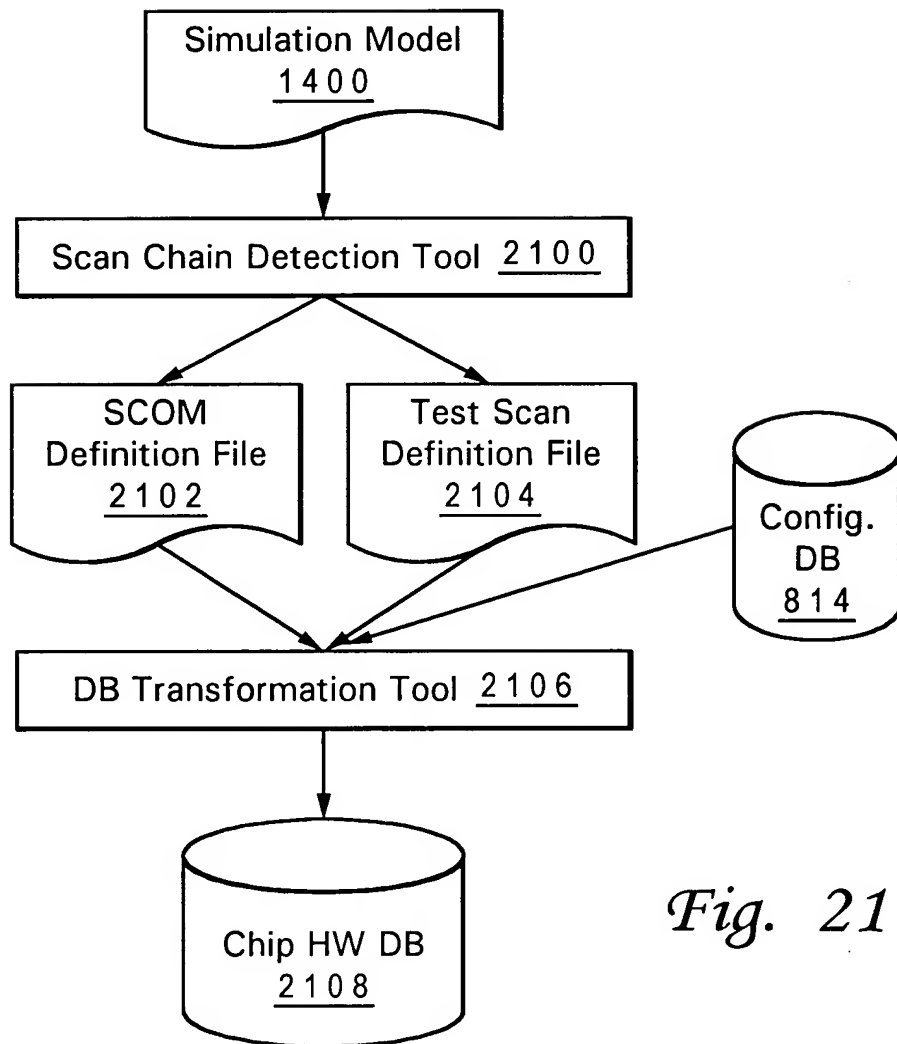 Simulation Model
1400
Scan Chain Detection Tool 2100
SCOM
Definition File
2102
Test Scan
Definition File
2104
Config.
DB
814
DB Transformation Tool 2106
Chip HW DB
2108
Fig. 21